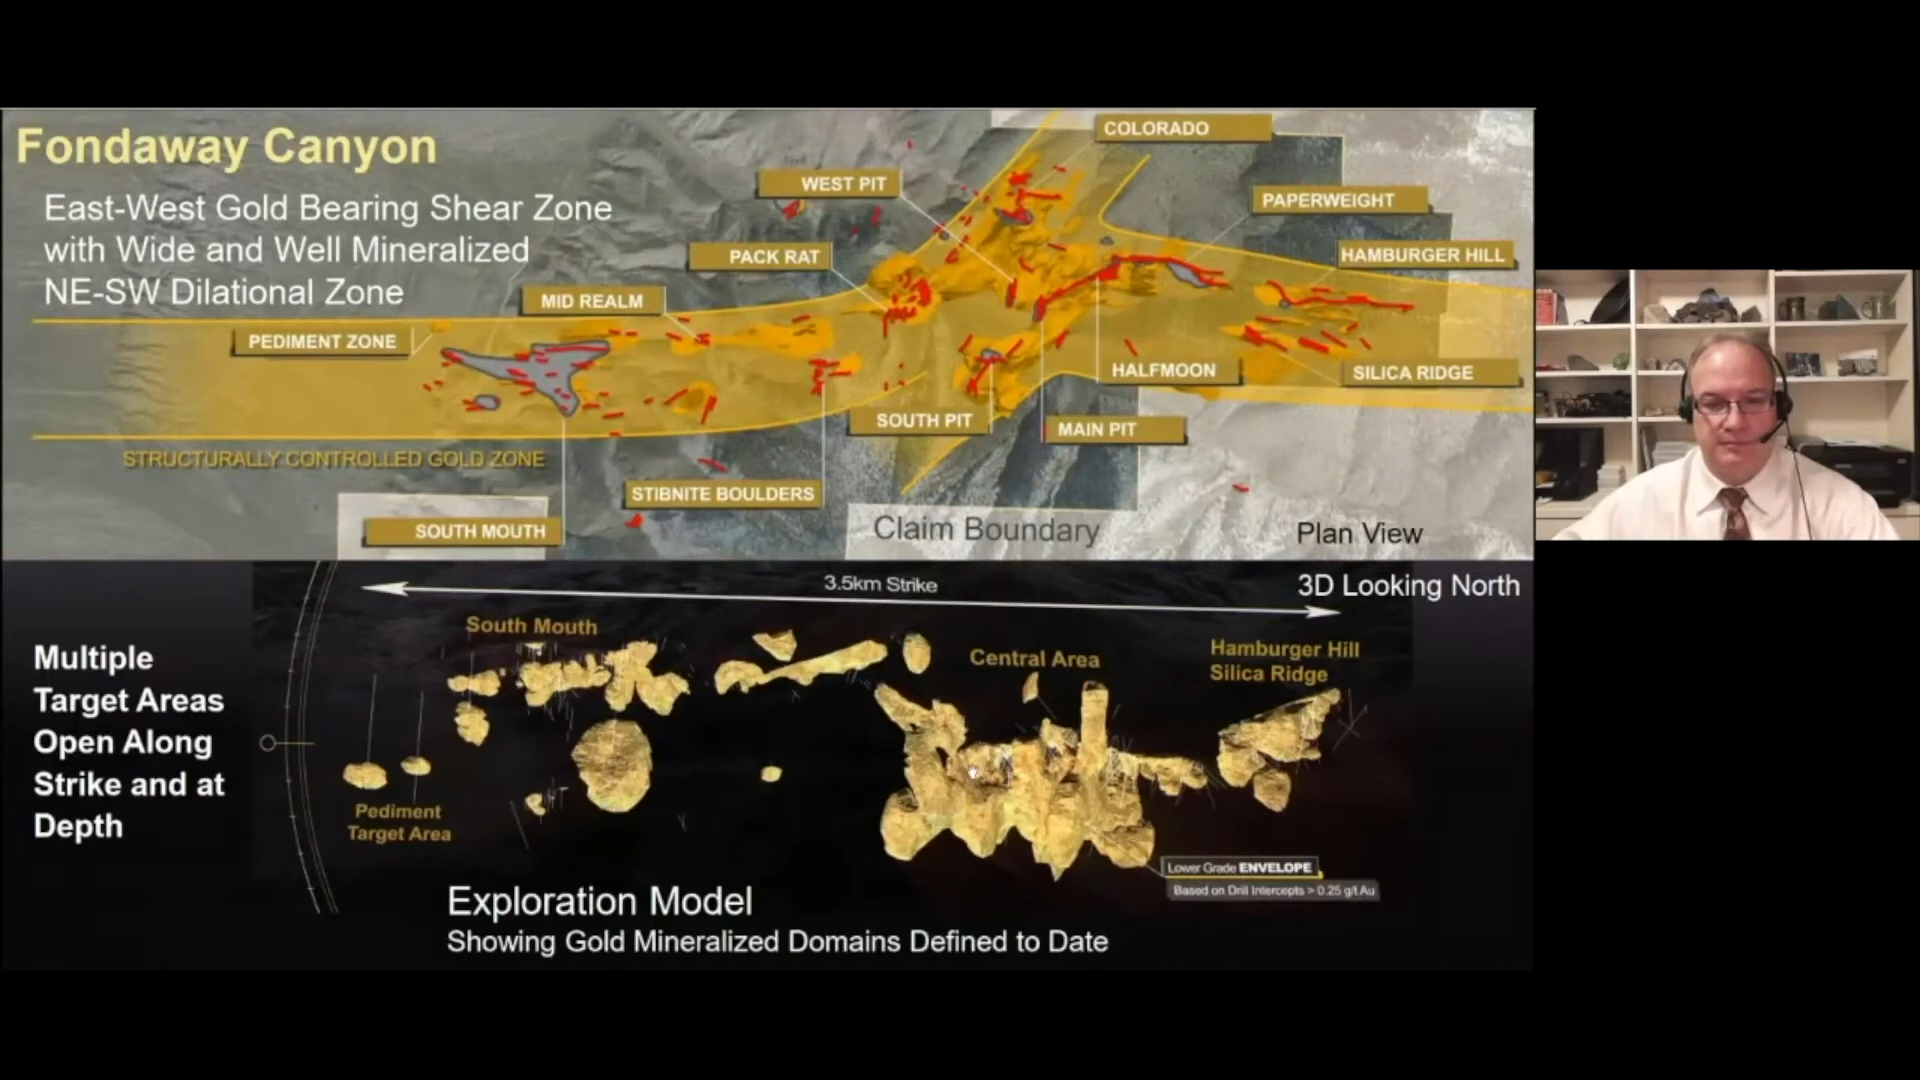 Fondaway Canyon
East-West Gold Bearing Shear Zone
with Wide and Well Mineralized
NE-SW Dilational Zone
COLORADO
WEST PIT
PAPERWEIGHT
PACK RAT
HAMBURGER HILL
MID REALM
PEDIMENT ZONE
HALFMOON
SILICA RIDGE
SOUTH PIT
MAIN PIT
STRUCTURALLY CONTROLLED GOLD ZONE
STIBNITE BOULDERS
SOUTH MOUTH
Claim Boundary
Plan View
3.5km Strike
3D Looking North
South Mouth
Central Area
Hamburger Hill
Silica Ridge
Multiple
Target Areas
Open Along
Strike and at
Depth
Pediment
Target Area
Lower Grade ENVELOPE
Based on Drill Intercepts > 0.25 g/t Au
Exploration Model
Showing Gold Mineralized Domains Defined to Date